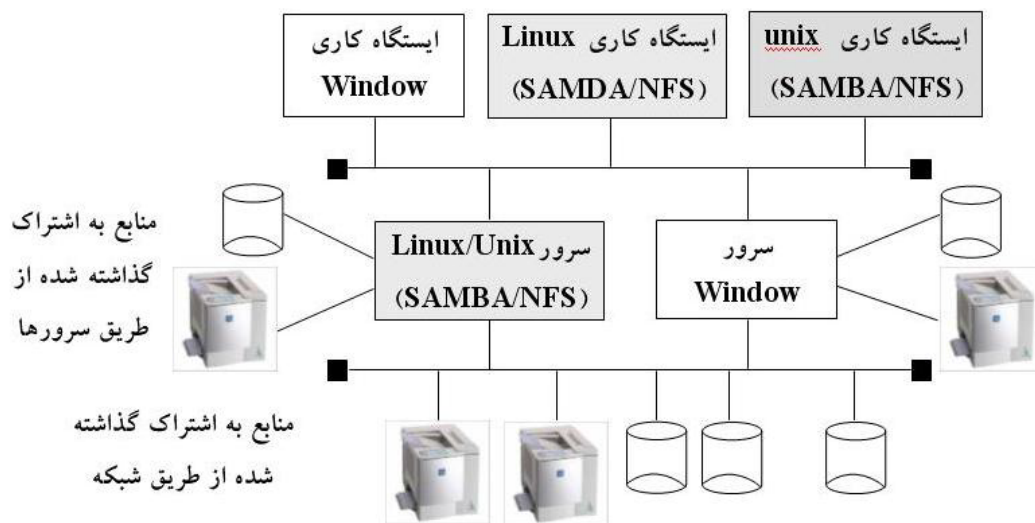 ایستگاه کاری
Window
ایستگاه کاری Linux
(SAMDA/NFS)
ایستگاه کاری unix
(SAMBA/NFS)
منابع به اشتراک
گذاشته شده از
طریق سرورها
سرور Linux/Unix
(SAMBA/NFS)
سرور
Window
منابع به اشتراک گذاشته
شده از طریق شبکه